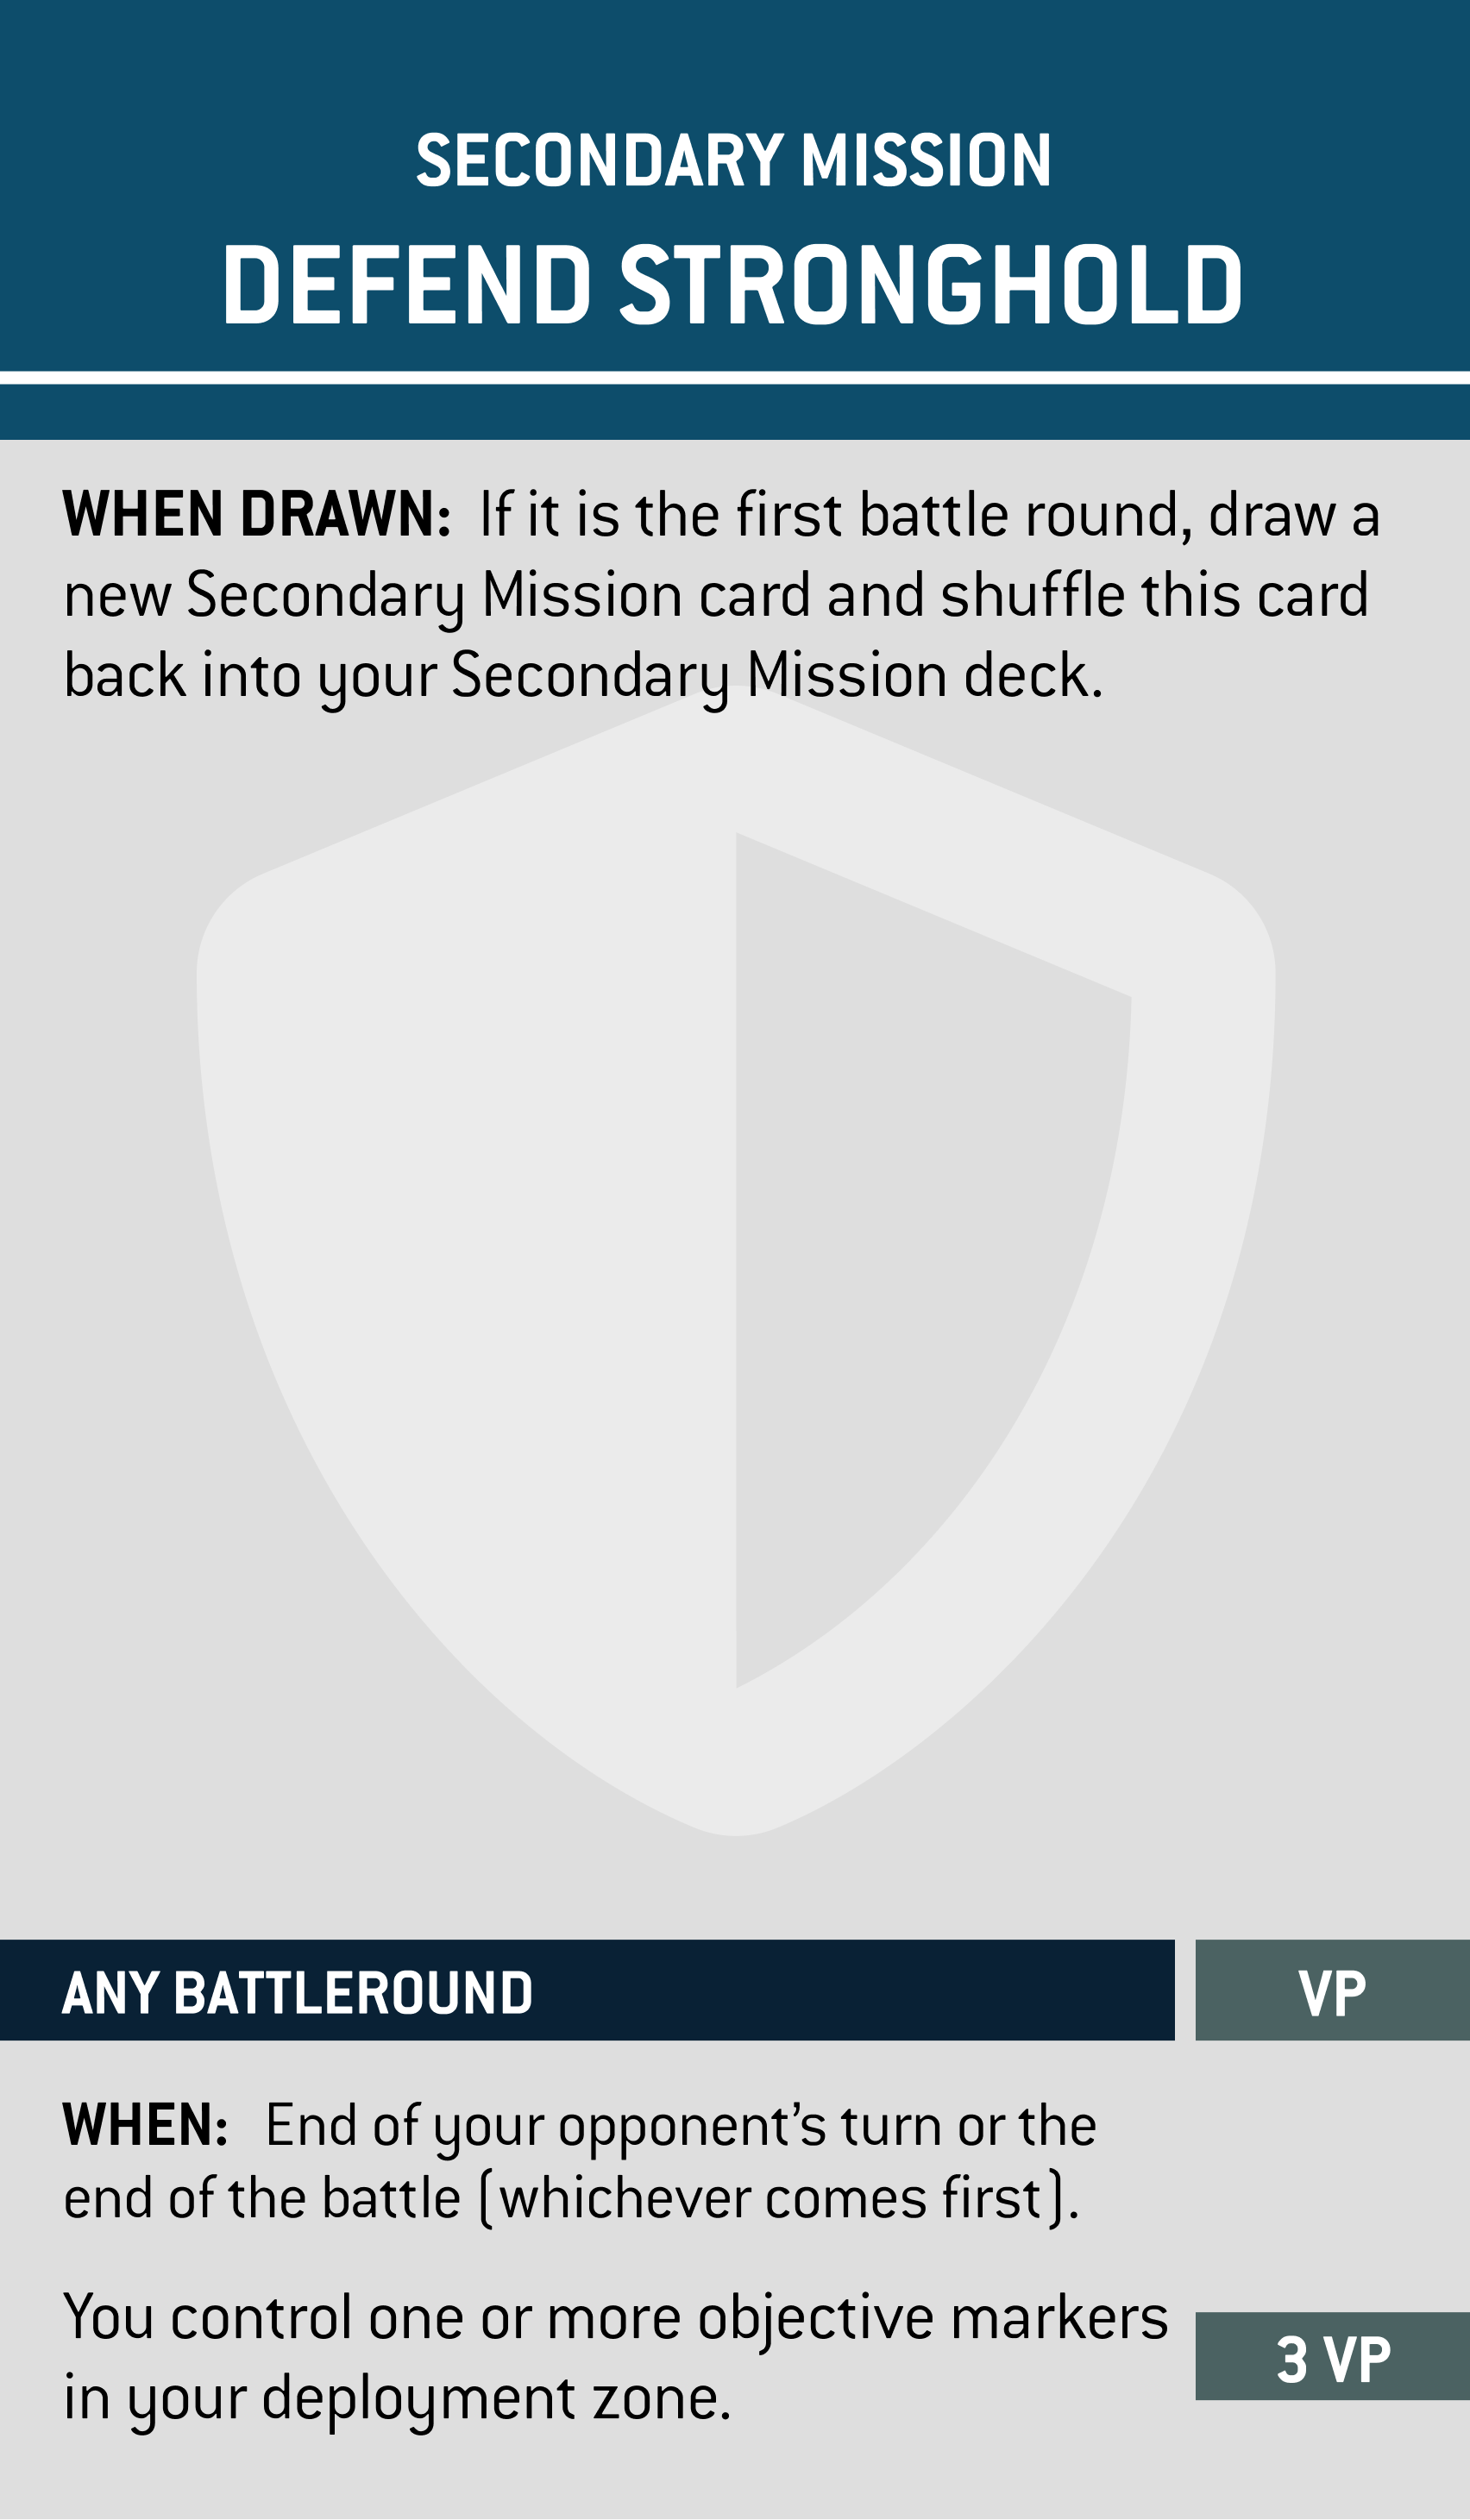 SECONDARY MISSION
DEFEND STRONGHOLD
WHEN DRAWN: If it is the first battle round, draw a
new Secondary Mission card and shuffle this card
back into your Secondary Mission deck.
ANY BATTLEROUND
VP
WHEN: End of your opponent's turn or the
end of the battle (whichever comes first).
You control one or more objective markers
in your deployment zone.
3 VP